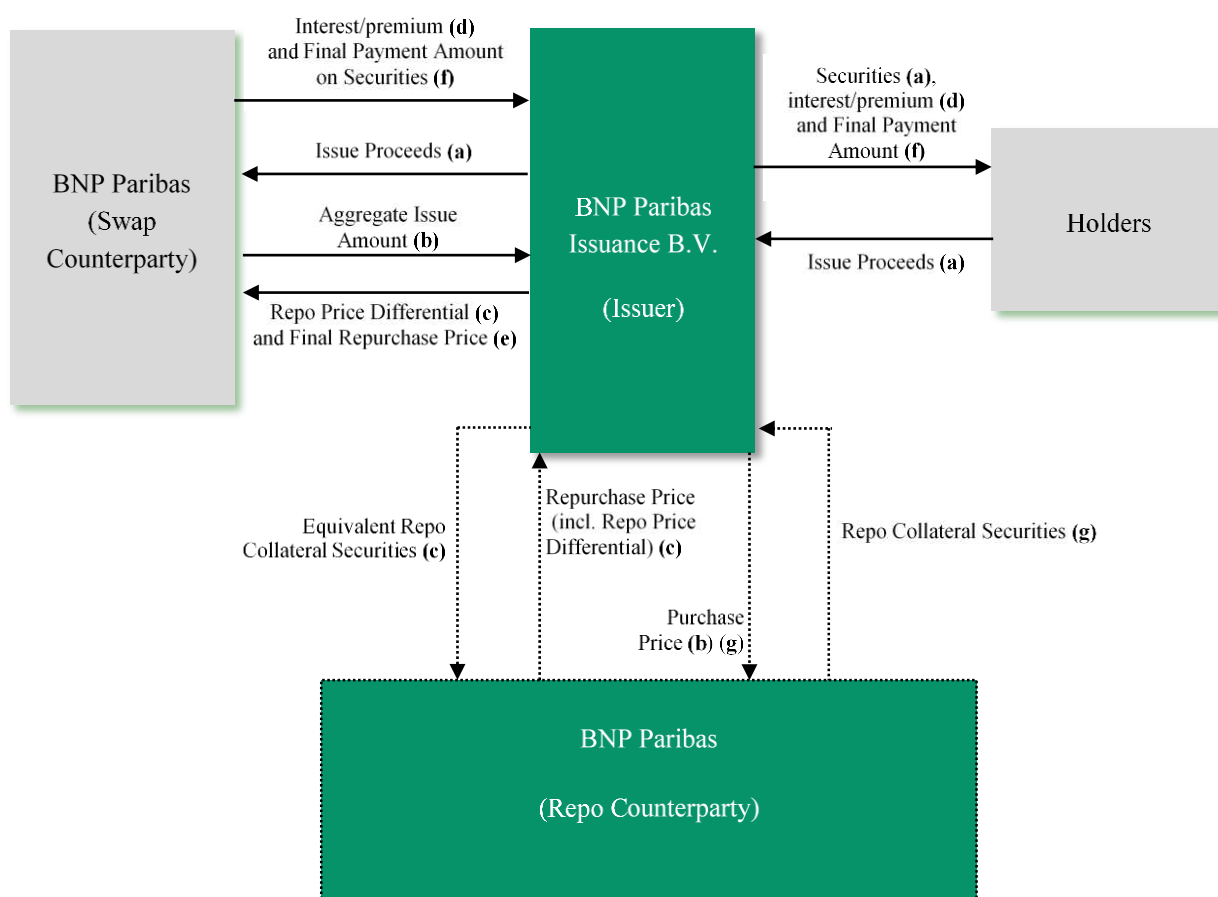 Interest/premium (d)
and Final Payment Amount
on Securities (f)
Issue Proceeds (a)
BNP Paribas
(Swap
Counterparty)
Aggregate Issue
Amount (b)
Repo Price Differential (c)
and Final Repurchase Price (e)
BNP Paribas
Issuance B.V.
(Issuer)
Securities (a),
interest/premium (d)
and Final Payment
Amount (f)
Issue Proceeds (a)
Holders
Equivalent Repo
Collateral Securities (c)
Repurchase Price
(incl. Repo Price
Differential) (c)
Purchase
Price (b) (g)
Repo Collateral Securities (g)
BNP Paribas
(Repo Counterparty)